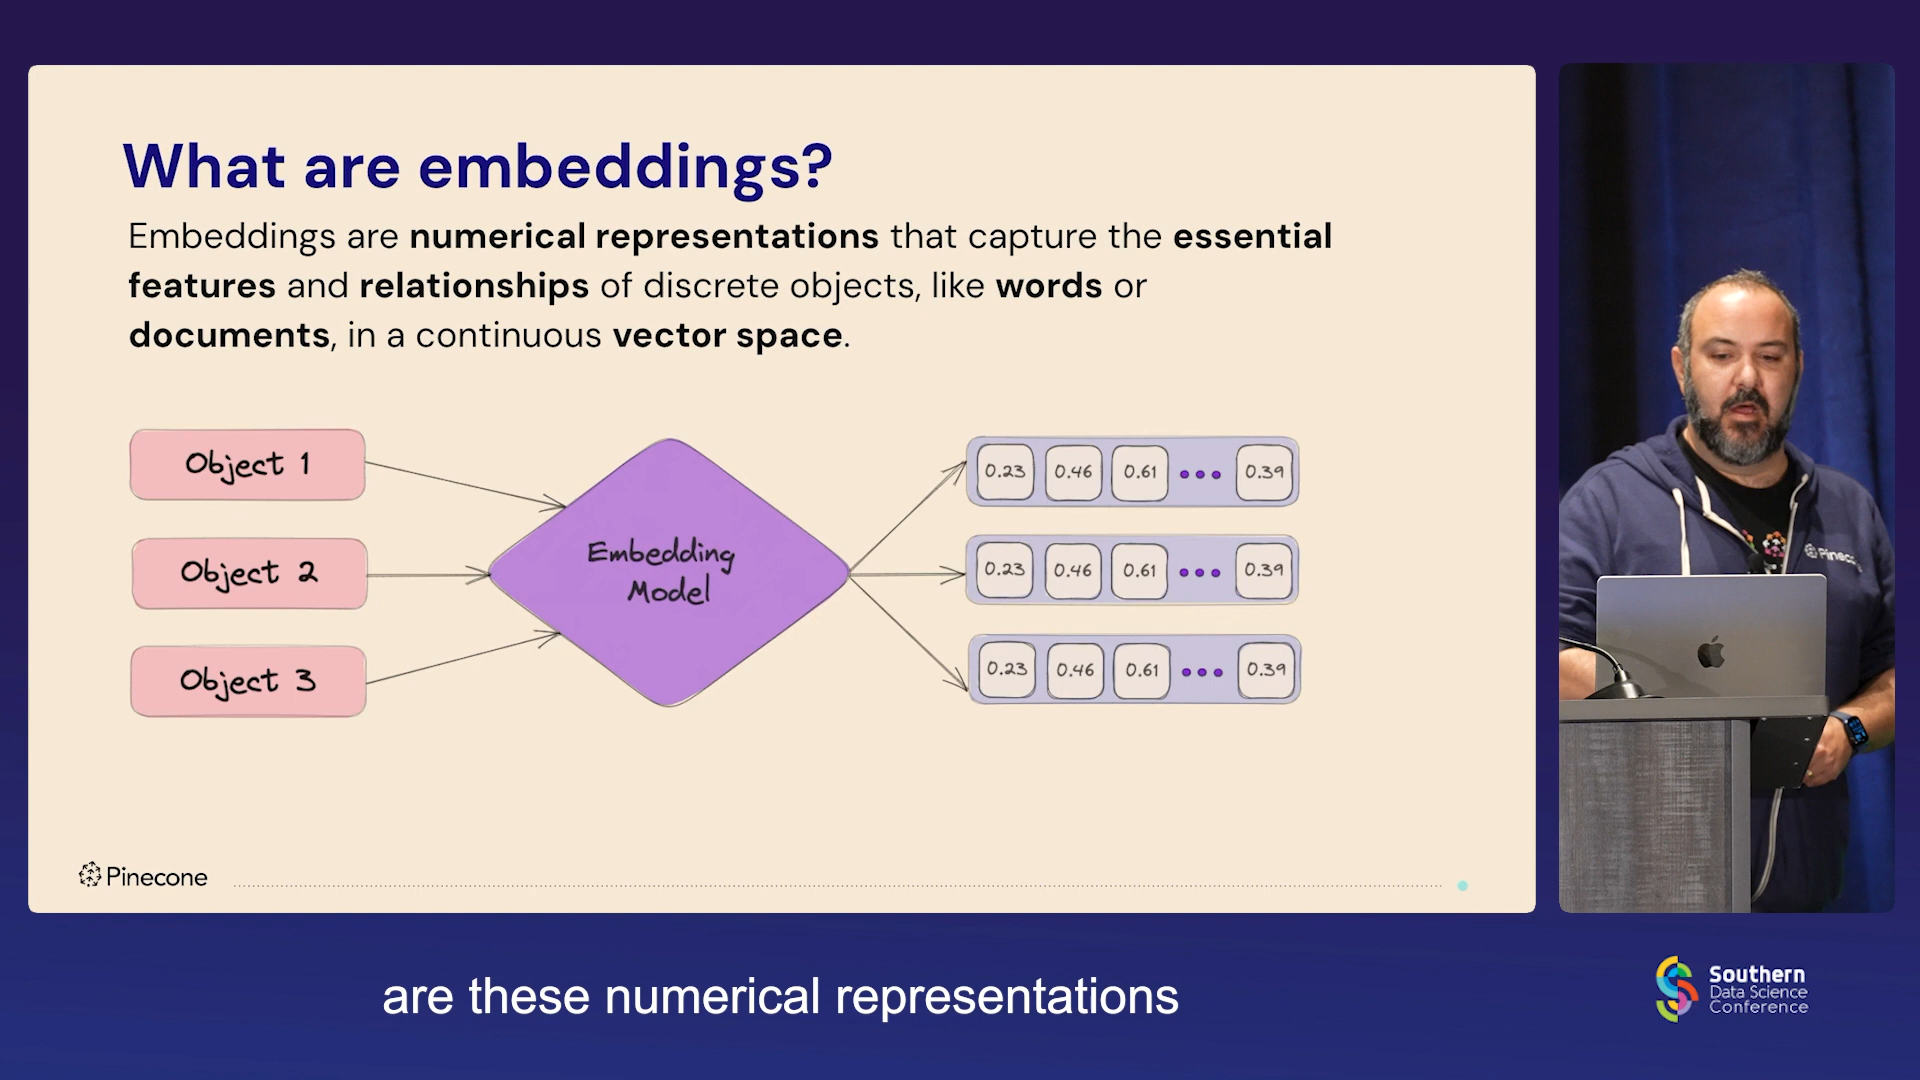 What are embeddings?
Embeddings are numerical representations that capture the essential
features and relationships of discrete objects, like words or
documents, in a continuous vector space.
Object 1
Object 2
Object 3
Embedding
Model
0.23 0.46 0.61 ... 0.39
0.23 0.46 0.61 ... 0.39
0.23 0.46 0.61 ... 0.39
Pinecone
Pinec
are these numerical representations
Southern
Data Science
Conference